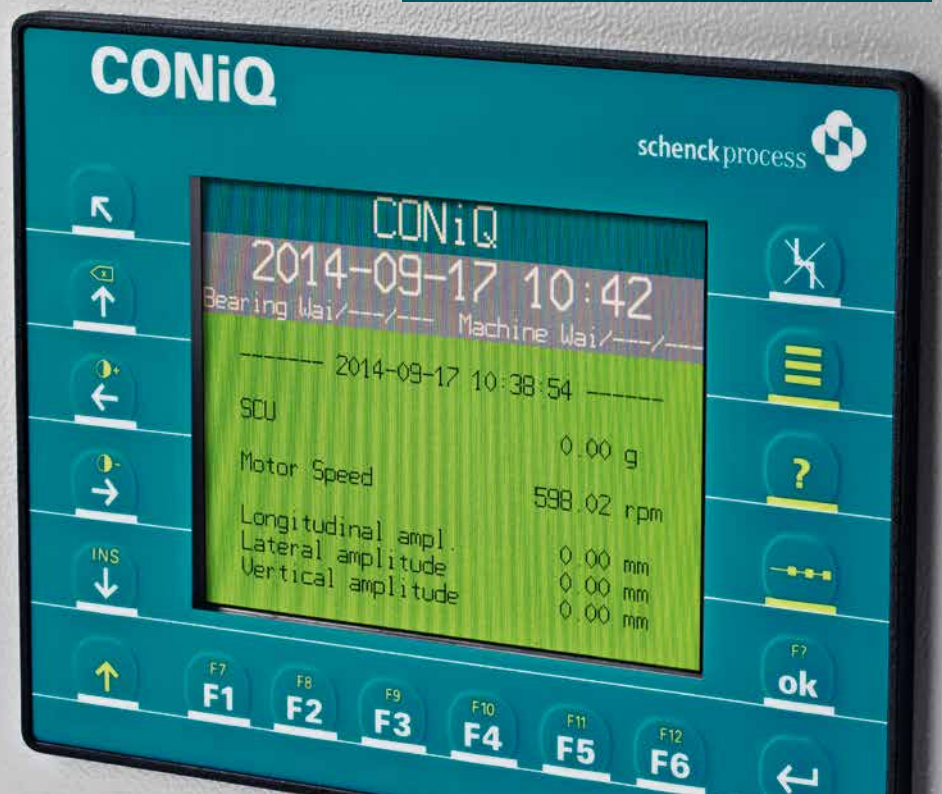 CONiQ
schenck process
CONiQ
2014-09-17 10:42
Bearing Wai/---/--- Machine Wai/---/---
------ 2014-09-17 10:38:54 ------
SCU
0.00 g
Motor Speed
598.02 rpm
Longitudinal ampl. 0.00 mm
Lateral amplitude 0.00 mm
Vertical amplitude 0.00 mm
?
INS
F7 F8 F9 F10 F11 F12
F1 F2 F3 F4 F5 F6
F?
ok